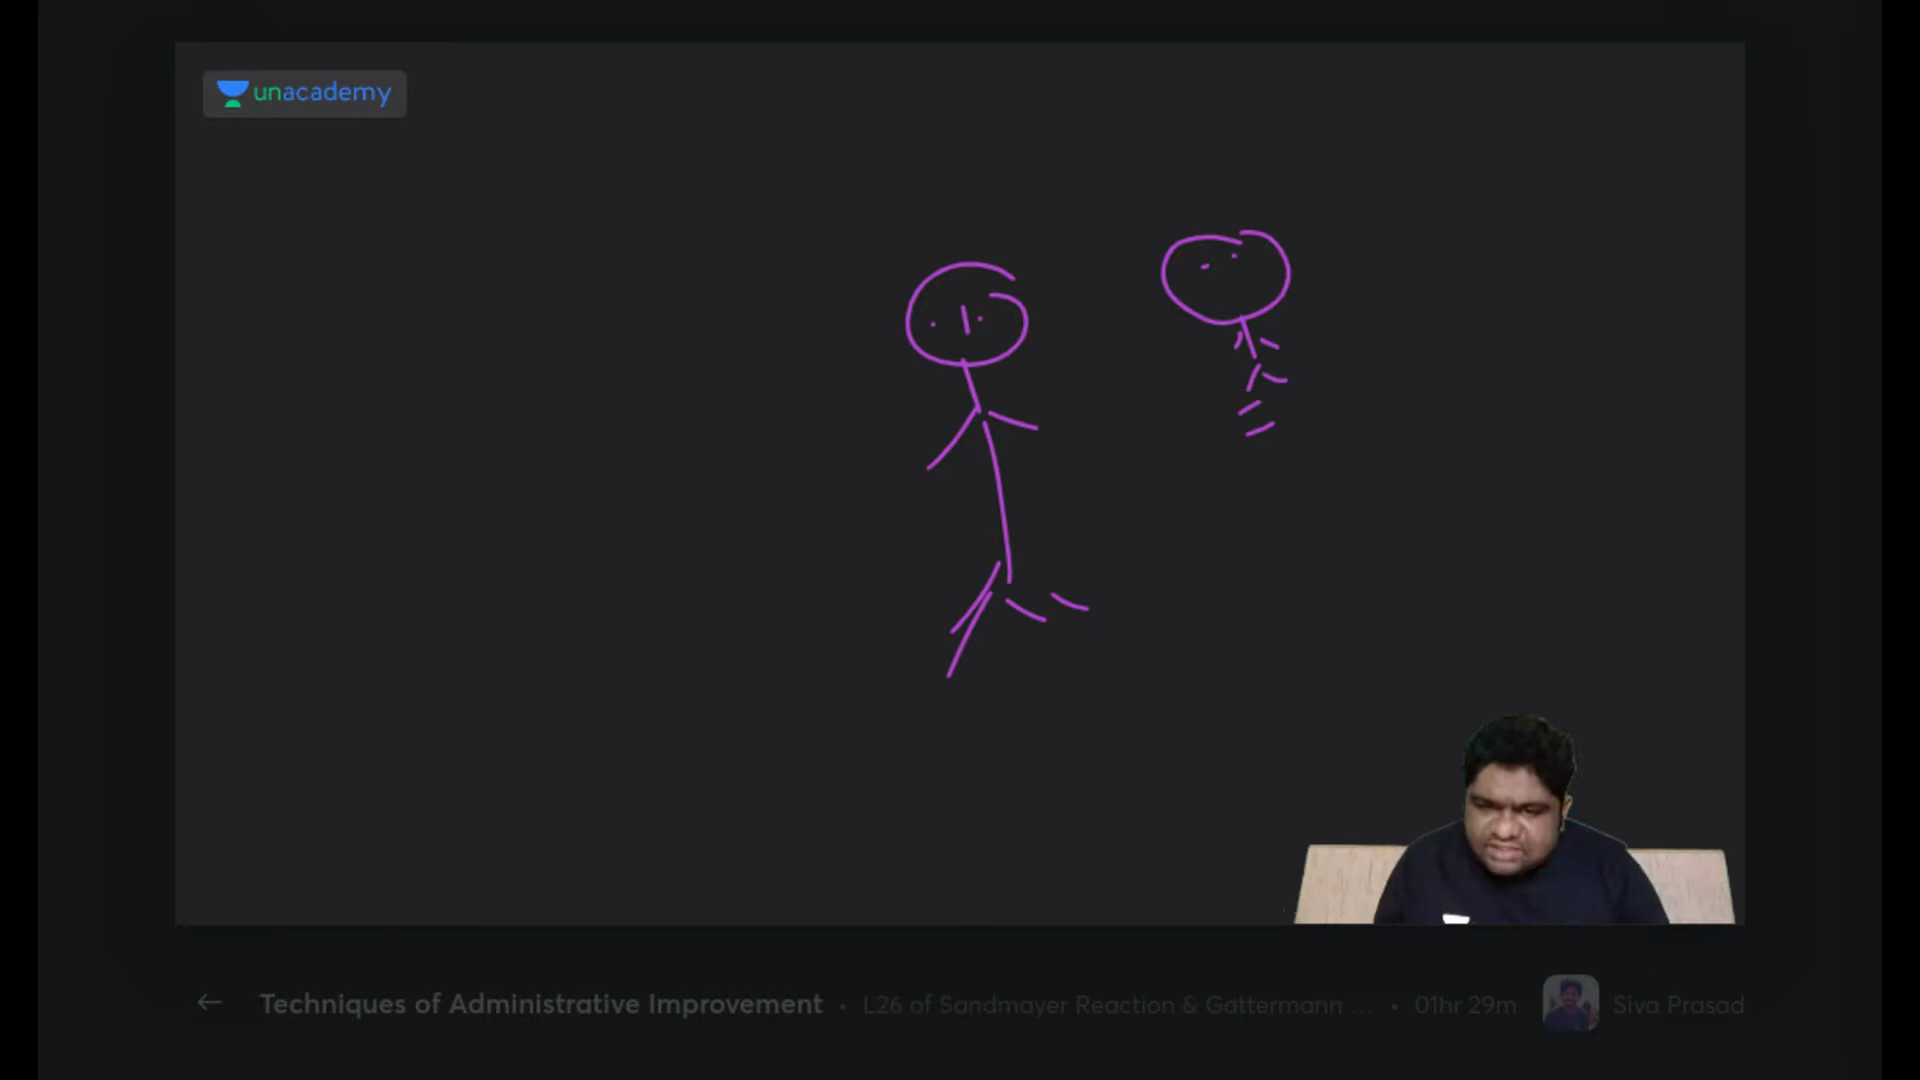 unacademy
Techniques of Administrative Improvement • L26 of Sandmayer Reaction & Gattermann ... • 01hr 29m Siva Prasad